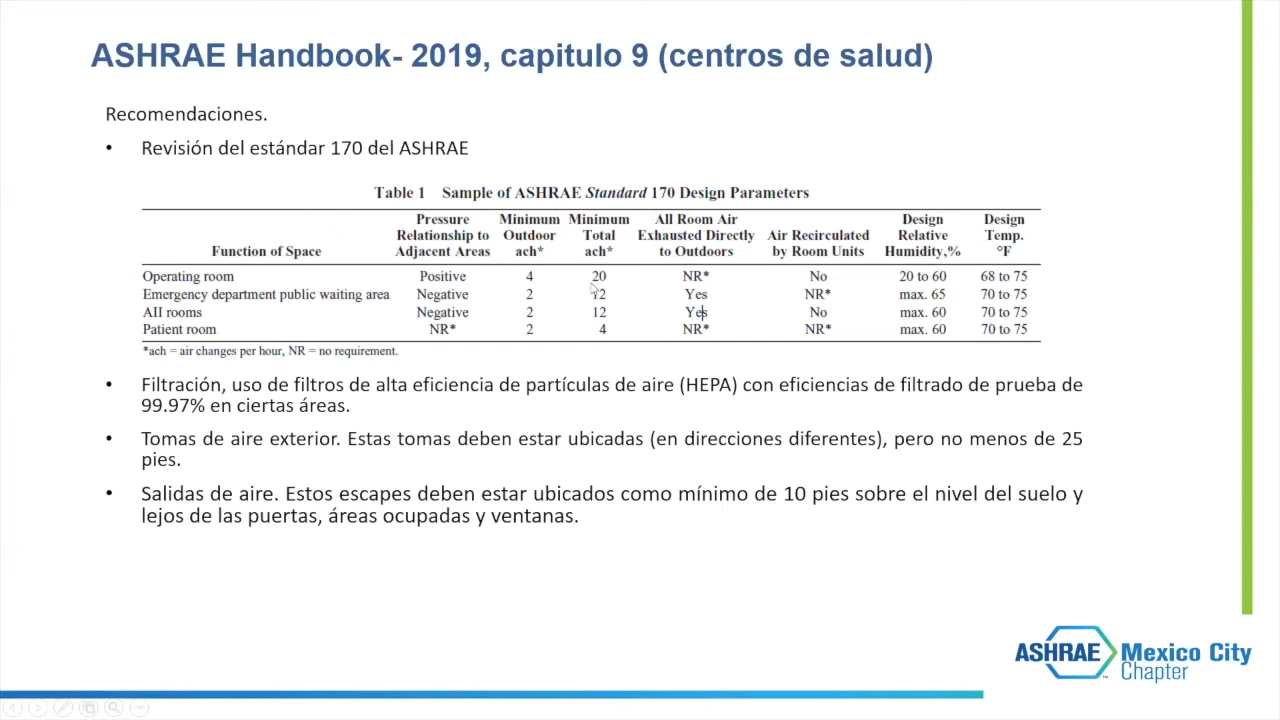 ASHRAE Handbook- 2019, capitulo 9 (centros de salud)
Recomendaciones.
• Revisión del estándar 170 del ASHRAE
Table 1 Sample of ASHRAE Standard 170 Design Parameters
Function of Space Pressure Relationship to Adjacent Areas Minimum Outdoor ach* Minimum Total ach* All Room Air Exhausted Directly to Outdoors Air Recirculated by Room Units Design Relative Humidity,% Design Temp. °F
Operating room Positive 4 20 NR* No 20 to 60 68 to 75
Emergency department public waiting area Negative 2 12 Yes NR* max. 65 70 to 75
AII rooms Negative 2 12 Yes No max. 60 70 to 75
Patient room NR* 2 4 NR* NR* max. 60 70 to 75
*ach = air changes per hour, NR = no requirement.
• Filtración, uso de filtros de alta eficiencia de partículas de aire (HEPA) con eficiencias de filtrado de prueba de
99.97% en ciertas áreas.
• Tomas de aire exterior. Estas tomas deben estar ubicadas (en direcciones diferentes), pero no menos de 25
pies.
• Salidas de aire. Estos escapes deben estar ubicados como mínimo de 10 pies sobre el nivel del suelo y
lejos de las puertas, áreas ocupadas y ventanas.
ASHRAE Mexico City
Chapter